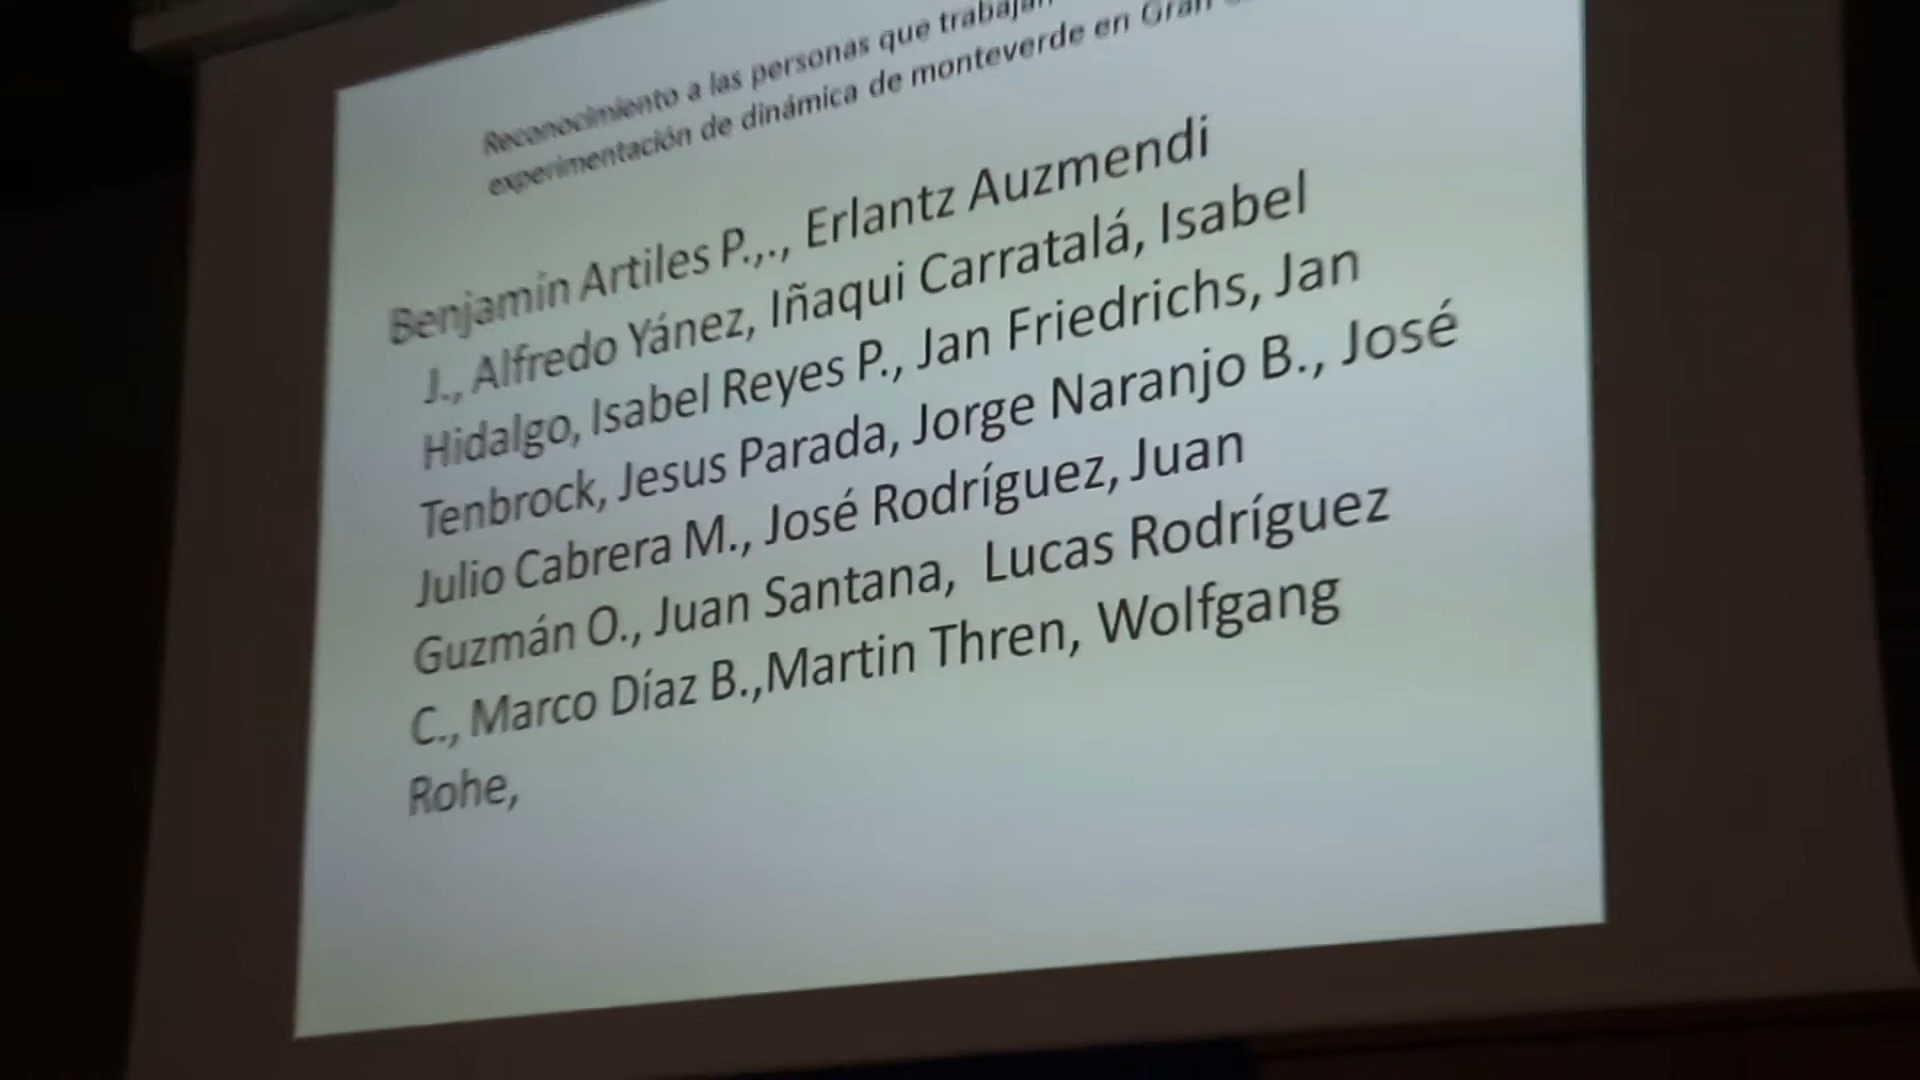 Reconocimiento a las personas que trabajan
experimentación de dinámica de monteverde en Gran
Benjamin Artiles P.,., Erlantz Auzmendi
J., Alfredo Yánez, Iñaqui Carratalá, Isabel
Hidalgo, Isabel Reyes P., Jan Friedrichs, Jan
Tenbrock, Jesus Parada, Jorge Naranjo B., José
Julio Cabrera M., José Rodríguez, Juan
Guzmán O., Juan Santana,  Lucas Rodríguez
C., Marco Díaz B.,Martin Thren, Wolfgang
Rohe,